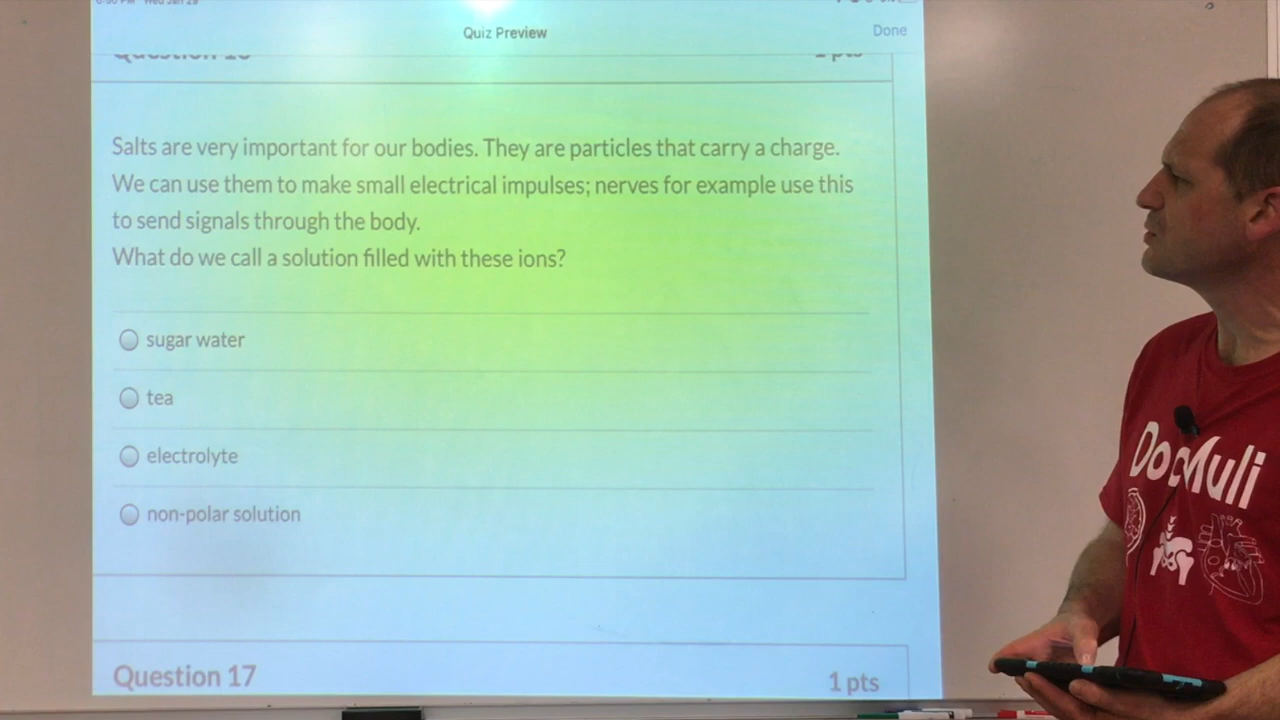 Quiz Preview
Done
Salts are very important for our bodies. They are particles that carry a charge.
We can use them to make small electrical impulses; nerves for example use this
to send signals through the body.
What do we call a solution filled with these ions?
sugar water
tea
electrolyte
non-polar solution
Question 17
1 pts
Doc Muli